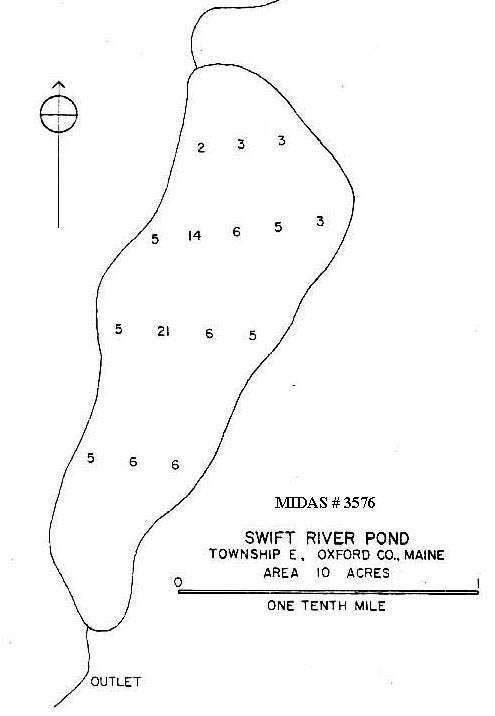 2 3 3
5 14 6 5 3
5 21 6 5
5 6 6
MIDAS # 3576
SWIFT RIVER POND
TOWNSHIP E, OXFORD CO., MAINE
AREA 10 ACRES
0 1
ONE TENTH MILE
OUTLET